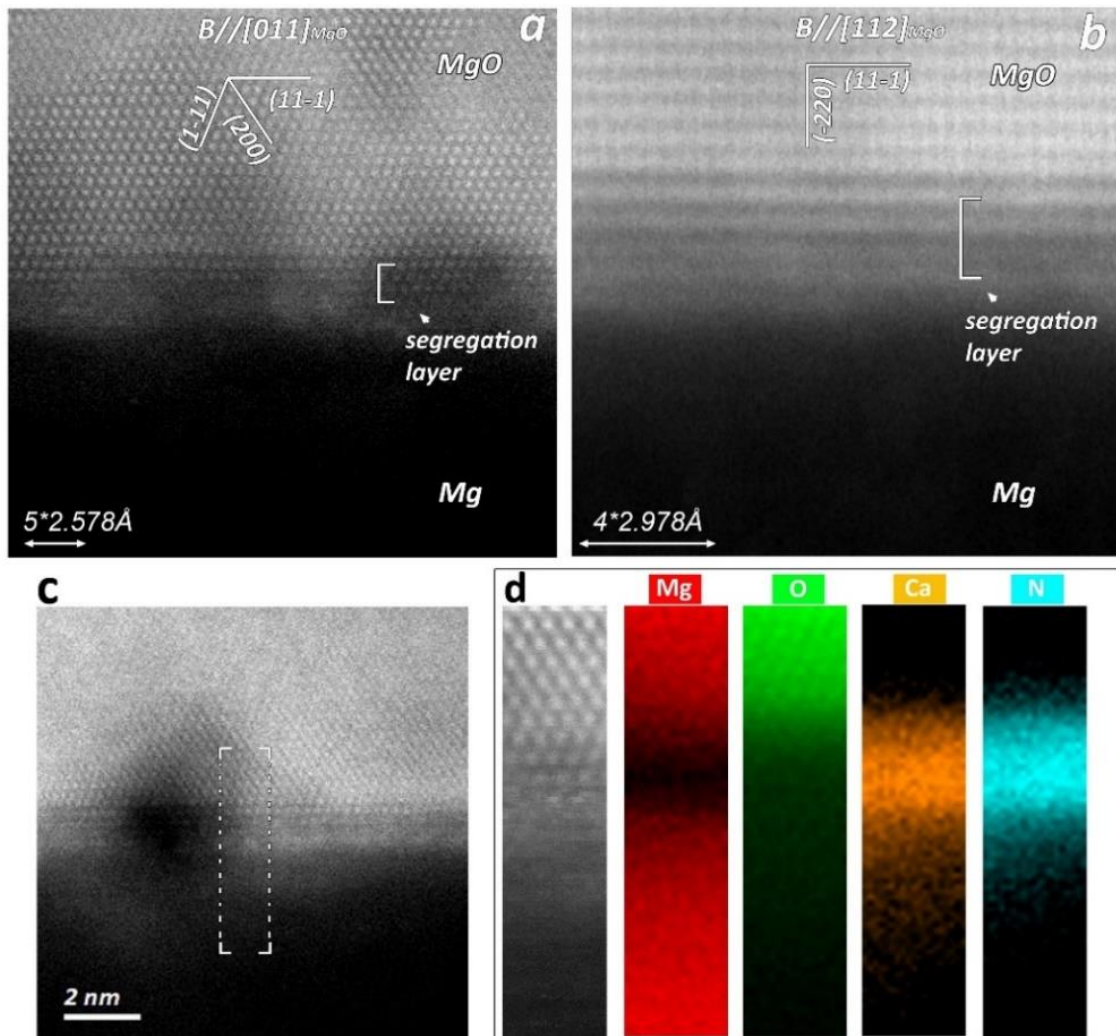 B//[011]MgO
a
MgO
(11-1)
(1-11)
(200)
segregation
layer
Mg
5*2.578Å
B//[112]MgO
b
MgO
(11-1)
(-220)
segregation
layer
Mg
4*2.978Å
c
2 nm
d
Mg
O
Ca
N